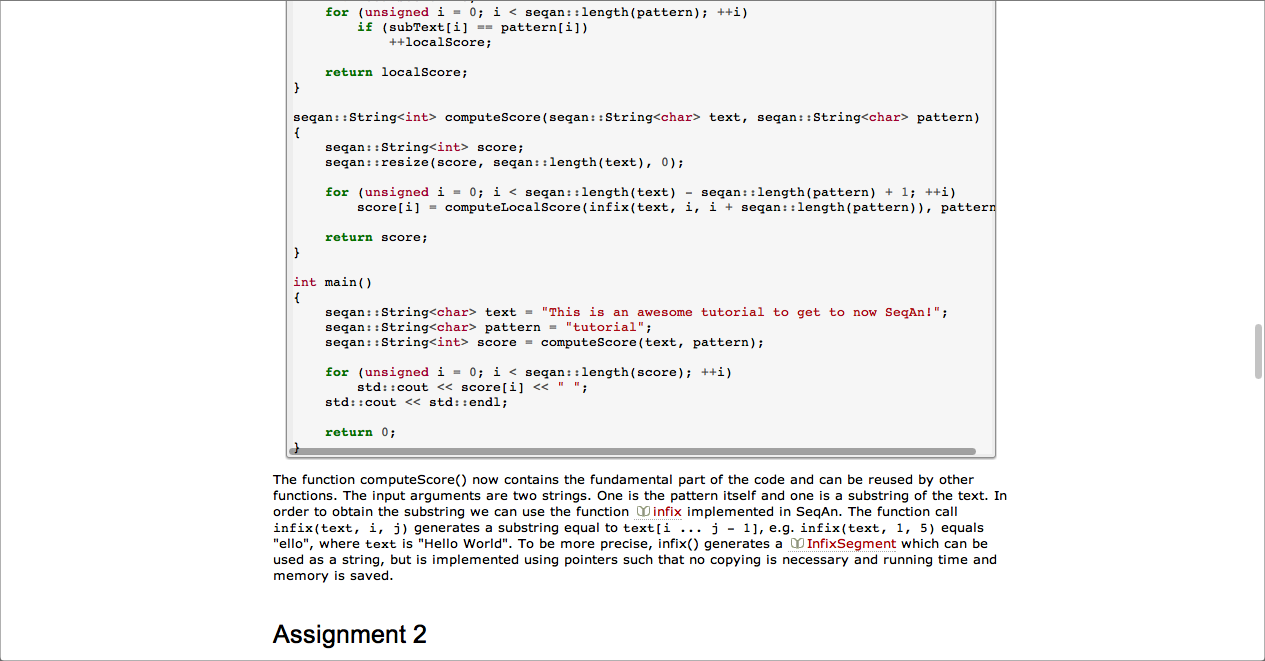 for (unsigned i = 0; i < seqan::length(pattern); ++i)
if (subText[i] == pattern[i])
++localScore;
return localScore;
}
seqan::String<int> computeScore(seqan::String<char> text, seqan::String<char> pattern)
{
seqan::String<int> score;
seqan::resize(score, seqan::length(text), 0);
for (unsigned i = 0; i < seqan::length(text) - seqan::length(pattern) + 1; ++i)
score[i] = computeLocalScore(infix(text, i, i + seqan::length(pattern)), pattern
return score;
}
int main()
{
seqan::String<char> text = "This is an awesome tutorial to get to now SeqAn!";
seqan::String<char> pattern = "tutorial";
seqan::String<int> score = computeScore(text, pattern);
for (unsigned i = 0; i < seqan::length(score); ++i)
std::cout << score[i] << " ";
std::cout << std::endl;
return 0;
}
The function computeScore() now contains the fundamental part of the code and can be reused by other
functions. The input arguments are two strings. One is the pattern itself and one is a substring of the text. In
order to obtain the substring we can use the function infix implemented in SeqAn. The function call
infix(text, i, j) generates a substring equal to text[i ... j - 1], e.g. infix(text, 1, 5) equals
"ello", where text is "Hello World". To be more precise, infix() generates a InfixSegment which can be
used as a string, but is implemented using pointers such that no copying is necessary and running time and
memory is saved.
Assignment 2